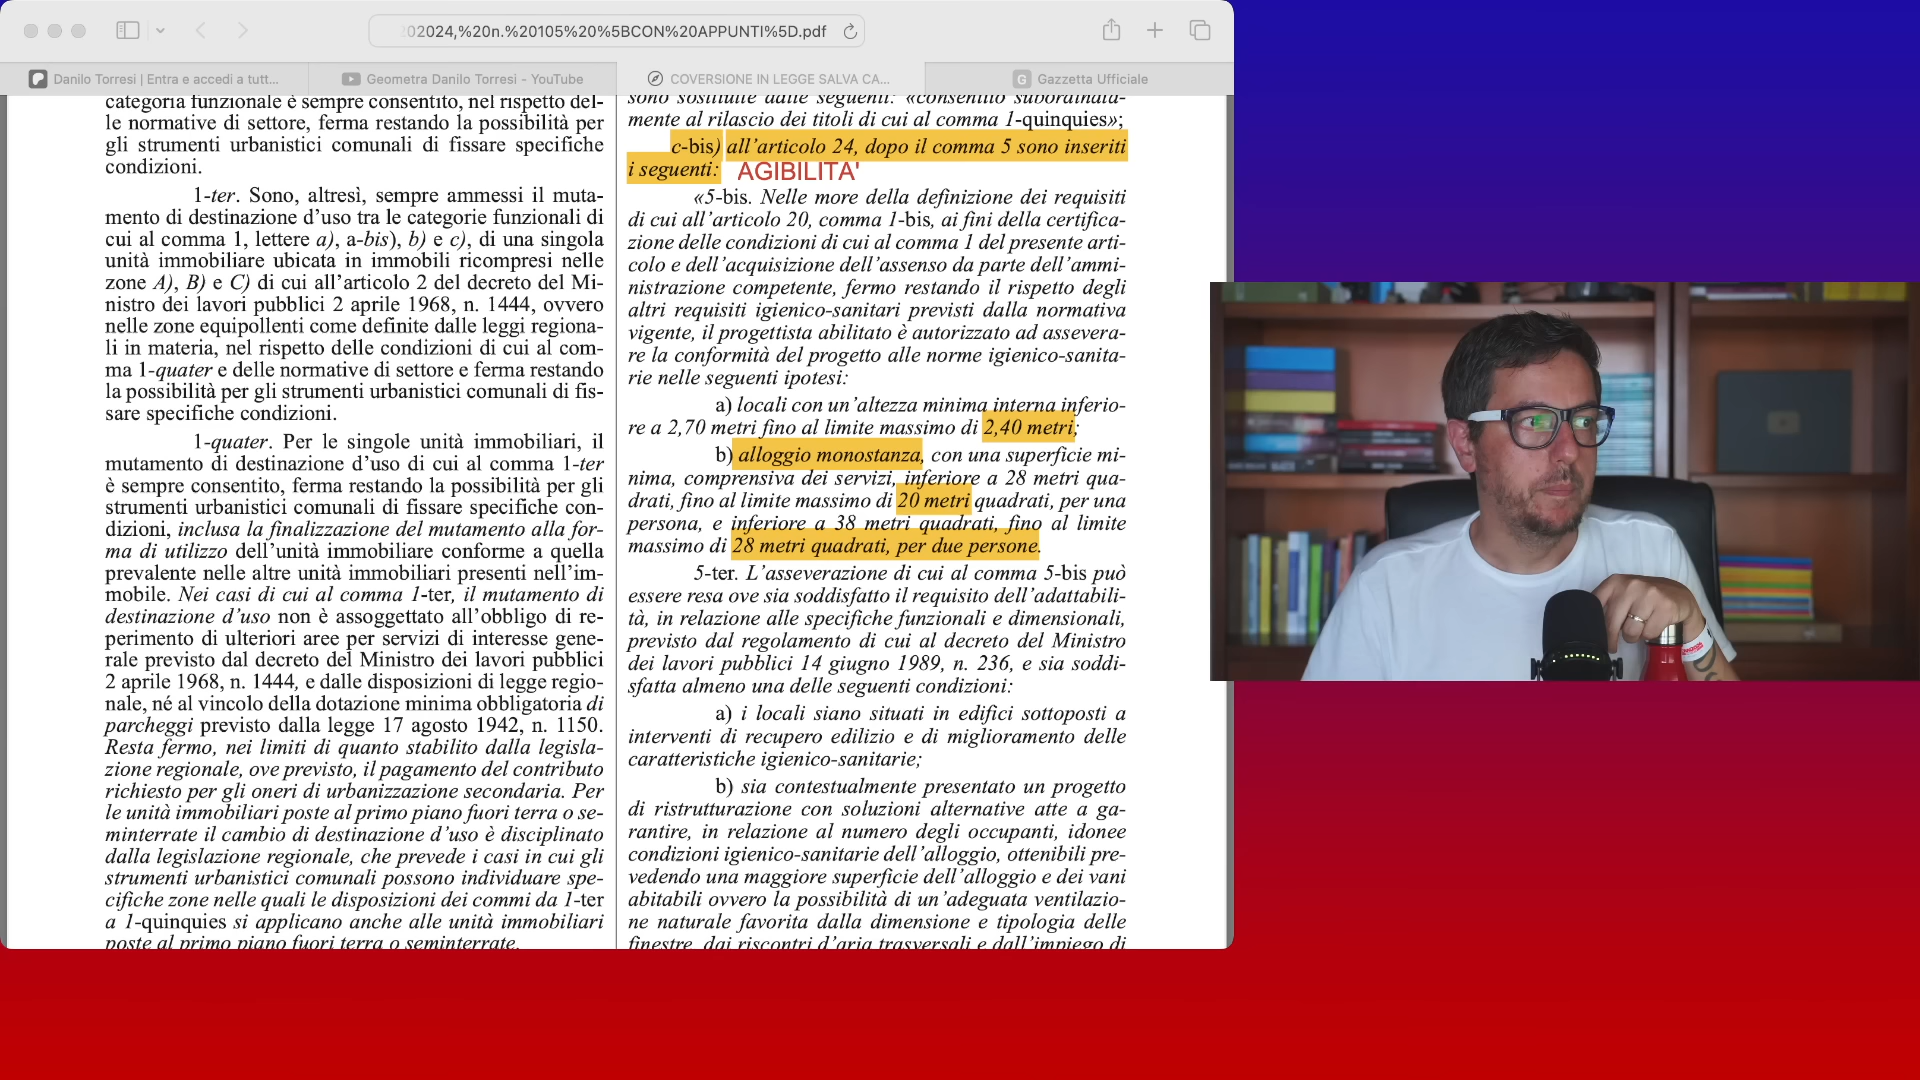 202024,%20n.%20105%20%5BCON%20APPUNTI%5D.pdf
Danilo Torresi | Entra e accedi a tutt...
Geometra Danilo Torresi - YouTube
COVERSIONE IN LEGGE SALVA CA...
G Gazzetta Ufficiale
categoria funzionale è sempre consentito, nel rispetto del-
le normative di settore, ferma restando la possibilità per
gli strumenti urbanistici comunali di fissare specifiche
condizioni.
1-ter. Sono, altresì, sempre ammessi il muta-
mento di destinazione d’uso tra le categorie funzionali di
cui al comma 1, lettere a), a-bis), b) e c), di una singola
unità immobiliare ubicata in immobili ricompresi nelle
zone A), B) e C) di cui all’articolo 2 del decreto del Mi-
nistro dei lavori pubblici 2 aprile 1968, n. 1444, ovvero
nelle zone equipollenti come definite dalle leggi regiona-
li in materia, nel rispetto delle condizioni di cui al com-
ma 1-quater e delle normative di settore e ferma restando
la possibilità per gli strumenti urbanistici comunali di fis-
sare specifiche condizioni.
1-quater. Per le singole unità immobiliari, il
mutamento di destinazione d’uso di cui al comma 1-ter
è sempre consentito, ferma restando la possibilità per gli
strumenti urbanistici comunali di fissare specifiche con-
dizioni, inclusa la finalizzazione del mutamento alla for-
ma di utilizzo dell’unità immobiliare conforme a quella
prevalente nelle altre unità immobiliari presenti nell’im-
mobile. Nei casi di cui al comma 1-ter, il mutamento di
destinazione d’uso non è assoggettato all’obbligo di re-
perimento di ulteriori aree per servizi di interesse gene-
rale previsto dal decreto del Ministro dei lavori pubblici
2 aprile 1968, n. 1444, e dalle disposizioni di legge regio-
nale, né al vincolo della dotazione minima obbligatoria di
parcheggi previsto dalla legge 17 agosto 1942, n. 1150.
Resta fermo, nei limiti di quanto stabilito dalla legisla-
zione regionale, ove previsto, il pagamento del contributo
richiesto per gli oneri di urbanizzazione secondaria. Per
le unità immobiliari poste al primo piano fuori terra o se-
minterrate il cambio di destinazione d’uso è disciplinato
dalla legislazione regionale, che prevede i casi in cui gli
strumenti urbanistici comunali possono individuare spe-
cifiche zone nelle quali le disposizioni dei commi da 1-ter
a 1-quinquies si applicano anche alle unità immobiliari
poste al primo piano fuori terra o seminterrate.
sono sostituite dalle seguenti: «consentito subordinata-
mente al rilascio dei titoli di cui al comma 1-quinquies»;
c-bis) all’articolo 24, dopo il comma 5 sono inseriti
i seguenti: AGIBILITA'
«5-bis. Nelle more della definizione dei requisiti
di cui all’articolo 20, comma 1-bis, ai fini della certifica-
zione delle condizioni di cui al comma 1 del presente arti-
colo e dell’acquisizione dell’assenso da parte dell’ammi-
nistrazione competente, fermo restando il rispetto degli
altri requisiti igienico-sanitari previsti dalla normativa
vigente, il progettista abilitato è autorizzato ad assevera-
re la conformità del progetto alle norme igienico-sanita-
rie nelle seguenti ipotesi:
a) locali con un’altezza minima interna inferio-
re a 2,70 metri fino al limite massimo di 2,40 metri;
b) alloggio monostanza, con una superficie mi-
nima, comprensiva dei servizi, inferiore a 28 metri qua-
drati, fino al limite massimo di 20 metri quadrati, per una
persona, e inferiore a 38 metri quadrati, fino al limite
massimo di 28 metri quadrati, per due persone.
5-ter. L’asseverazione di cui al comma 5-bis può
essere resa ove sia soddisfatto il requisito dell’adattabili-
tà, in relazione alle specifiche funzionali e dimensionali,
previsto dal regolamento di cui al decreto del Ministro
dei lavori pubblici 14 giugno 1989, n. 236, e sia soddi-
sfatta almeno una delle seguenti condizioni:
a) i locali siano situati in edifici sottoposti a
interventi di recupero edilizio e di miglioramento delle
caratteristiche igienico-sanitarie;
b) sia contestualmente presentato un progetto
di ristrutturazione con soluzioni alternative atte a ga-
rantire, in relazione al numero degli occupanti, idonee
condizioni igienico-sanitarie dell’alloggio, ottenibili pre-
vedendo una maggiore superficie dell’alloggio e dei vani
abitabili ovvero la possibilità di un’adeguata ventilazio-
ne naturale favorita dalla dimensione e tipologia delle
finestre, dai riscontri d’aria trasversali e dall’impiego di